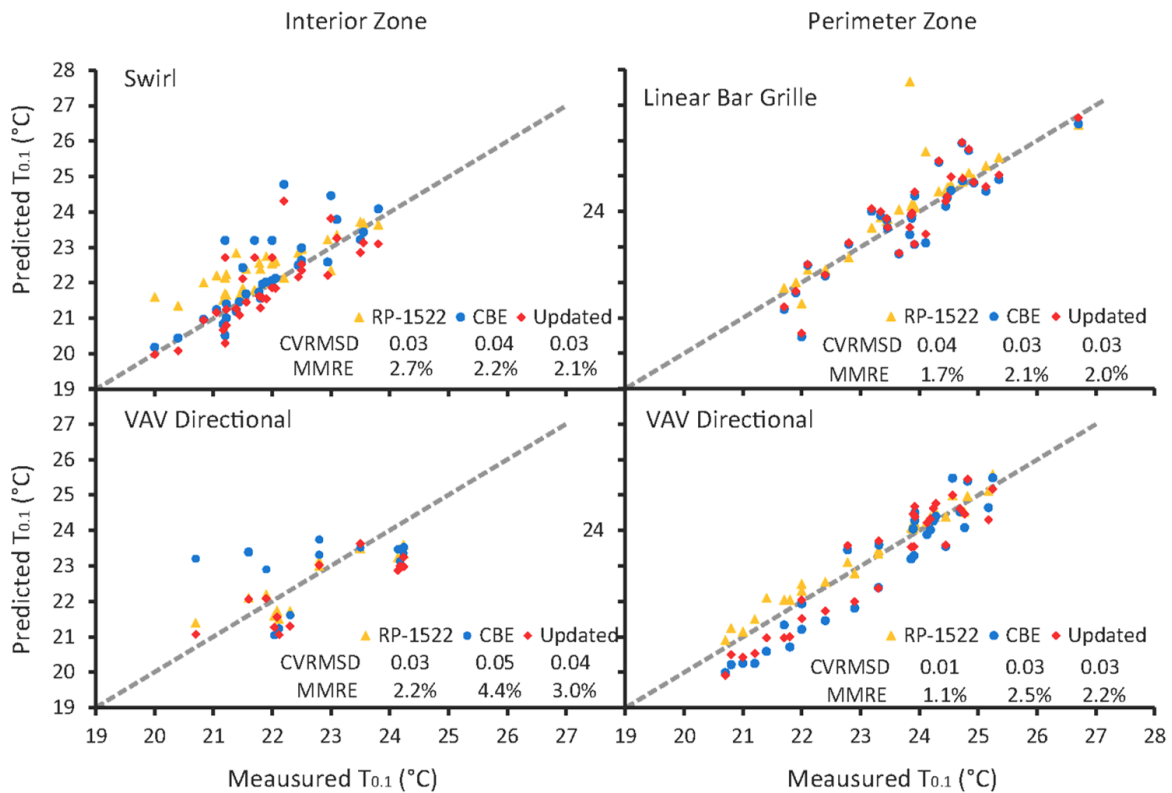 Interior Zone
Perimeter Zone
Predicted T0.1 (°C)
28
27
26
25
24
23
22
21
20
19
Swirl
RP-1522 CBE Updated
CVRMSD 0.03 0.04 0.03
MMRE 2.7% 2.2% 2.1%
24
Linear Bar Grille
RP-1522 CBE Updated
CVRMSD 0.04 0.03 0.03
MMRE 1.7% 2.1% 2.0%
Predicted T0.1 (°C)
27
26
25
24
23
22
21
20
19
VAV Directional
RP-1522 CBE Updated
CVRMSD 0.03 0.05 0.04
MMRE 2.2% 4.4% 3.0%
24
VAV Directional
RP-1522 CBE Updated
CVRMSD 0.01 0.03 0.03
MMRE 1.1% 2.5% 2.2%
19 20 21 22 23 24 25 26 27
19 20 21 22 23 24 25 26 27 28
Meausured T0.1 (°C)
Meausured T0.1 (°C)